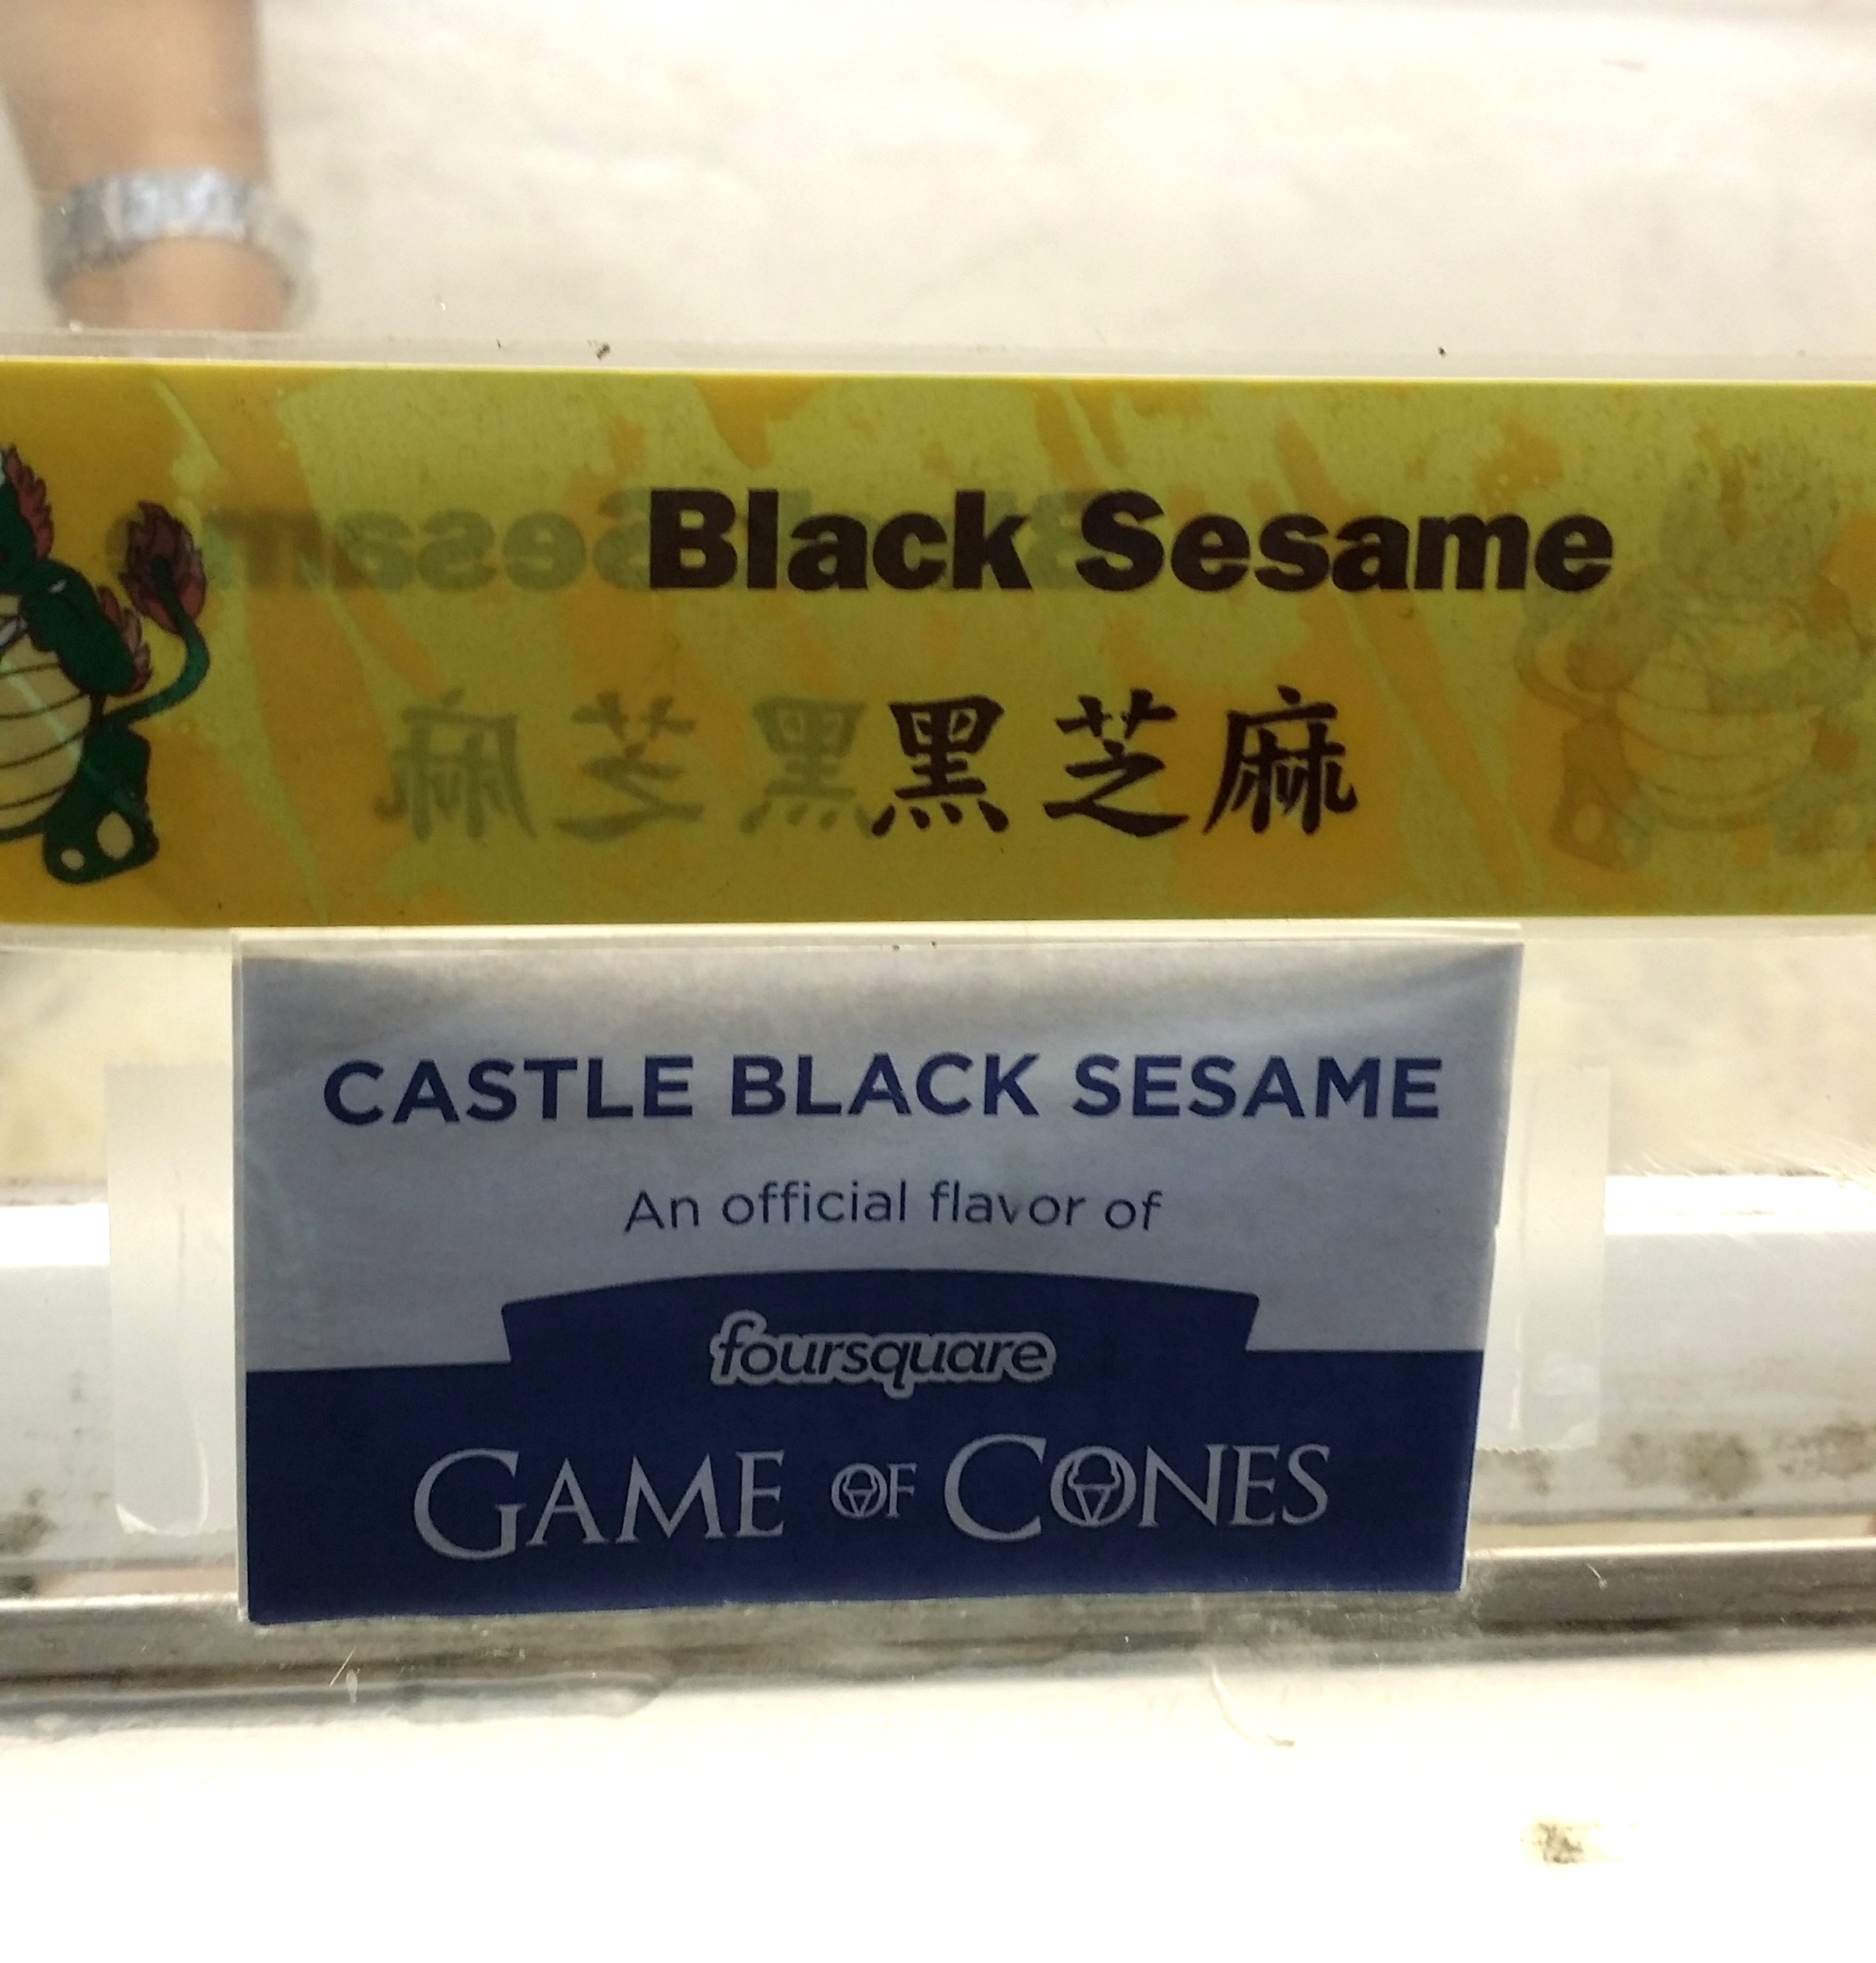 Black Sesame
黑芝麻
CASTLE BLACK SESAME
An official flavor of
foursquare
GAME OF CONES